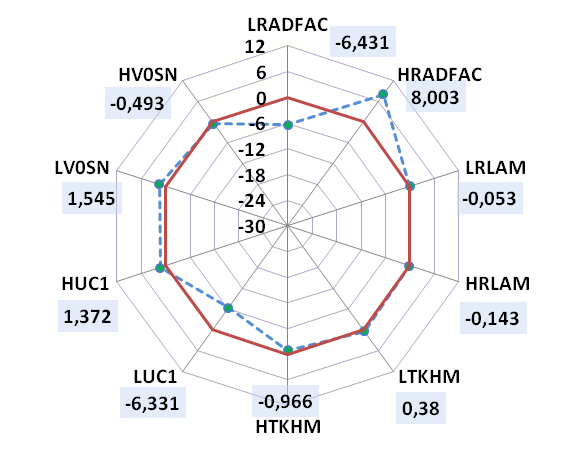 LRADFAC
12
-6,431
6
HV0SN
HRADFAC
0
-0,493
8,003
-6
-12
LV0SN
LRLAM
-18
1,545
-0,053
-24
-30
HUC1
HRLAM
1,372
-0,143
LUC1
LTKHM
-6,331
-0,966
0,38
HTKHM